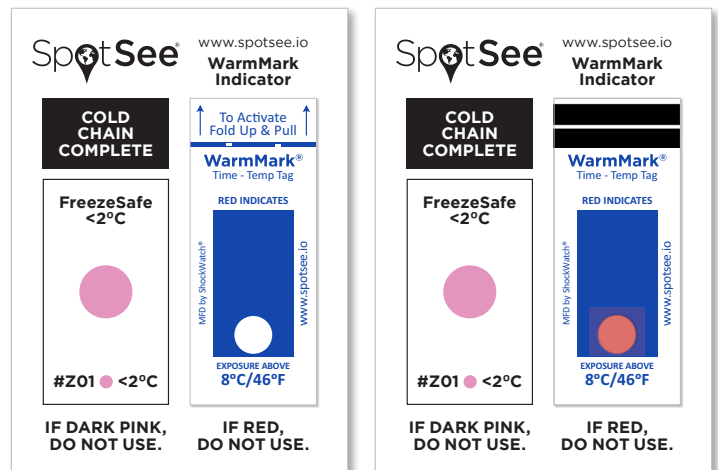 SpotSee®
www.spotsee.io
WarmMark
Indicator
COLD
CHAIN
COMPLETE
To Activate
Fold Up & Pull
WarmMark®
Time - Temp Tag
FreezeSafe
<2°C
RED INDICATES
MFD by ShockWatch®
www.spotsee.io
EXPOSURE ABOVE
8°C/46°F
#Z01 <2°C
IF DARK PINK,
DO NOT USE.
IF RED,
DO NOT USE.
SpotSee®
www.spotsee.io
WarmMark
Indicator
COLD
CHAIN
COMPLETE
WarmMark®
Time - Temp Tag
FreezeSafe
<2°C
RED INDICATES
MFD by ShockWatch®
www.spotsee.io
EXPOSURE ABOVE
8°C/46°F
#Z01 <2°C
IF DARK PINK,
DO NOT USE.
IF RED,
DO NOT USE.